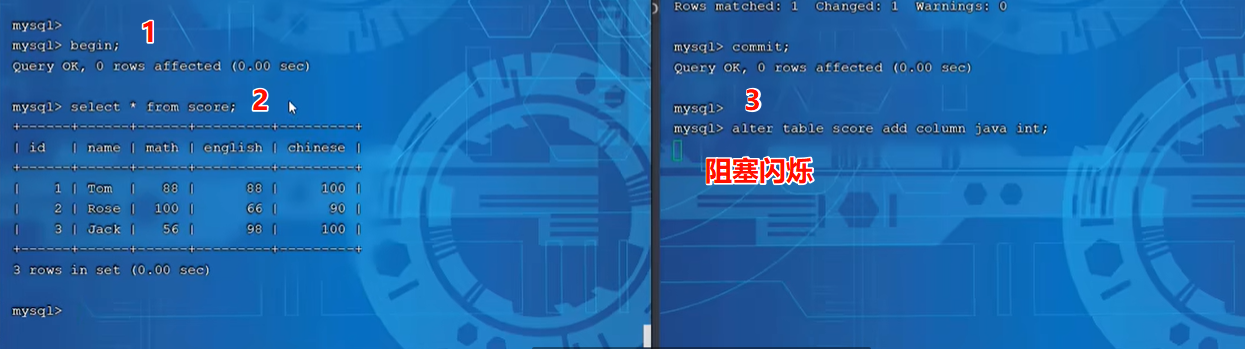 mysql>
mysql> begin; 1
Query OK, 0 rows affected (0.00 sec)
mysql> select * from score; 2
+------+------+------+---------+---------+
| id | name | math | english | chinese |
+------+------+------+---------+---------+
| 1 | Tom | 88 | 88 | 100 |
| 2 | Rose | 100 | 66 | 90 |
| 3 | Jack | 56 | 98 | 100 |
+------+------+------+---------+---------+
3 rows in set (0.00 sec)
mysql>
Rows matched: 1 Changed: 1 Warnings: 0
mysql> commit;
Query OK, 0 rows affected (0.00 sec)
mysql> 3
mysql> alter table score add column java int;
阻塞闪烁